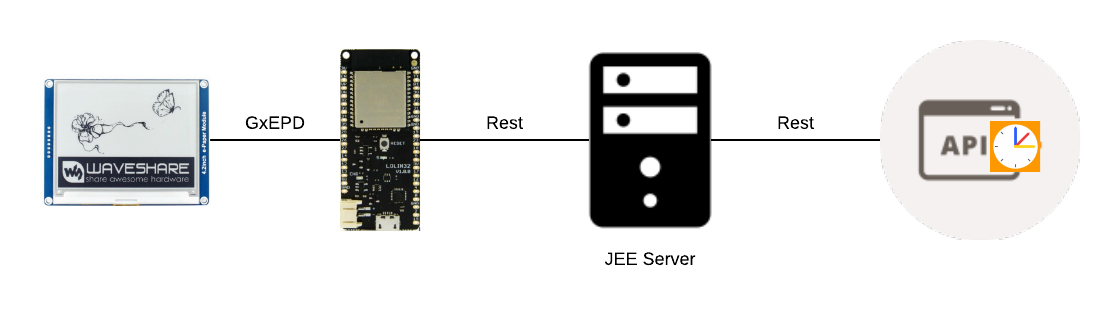 GxEPD
Rest
Rest
WAVESHARE
share awesome hardware
4.2inch e-Paper Module
RESET
LOLIN32
V1.0.0
API
JEE Server